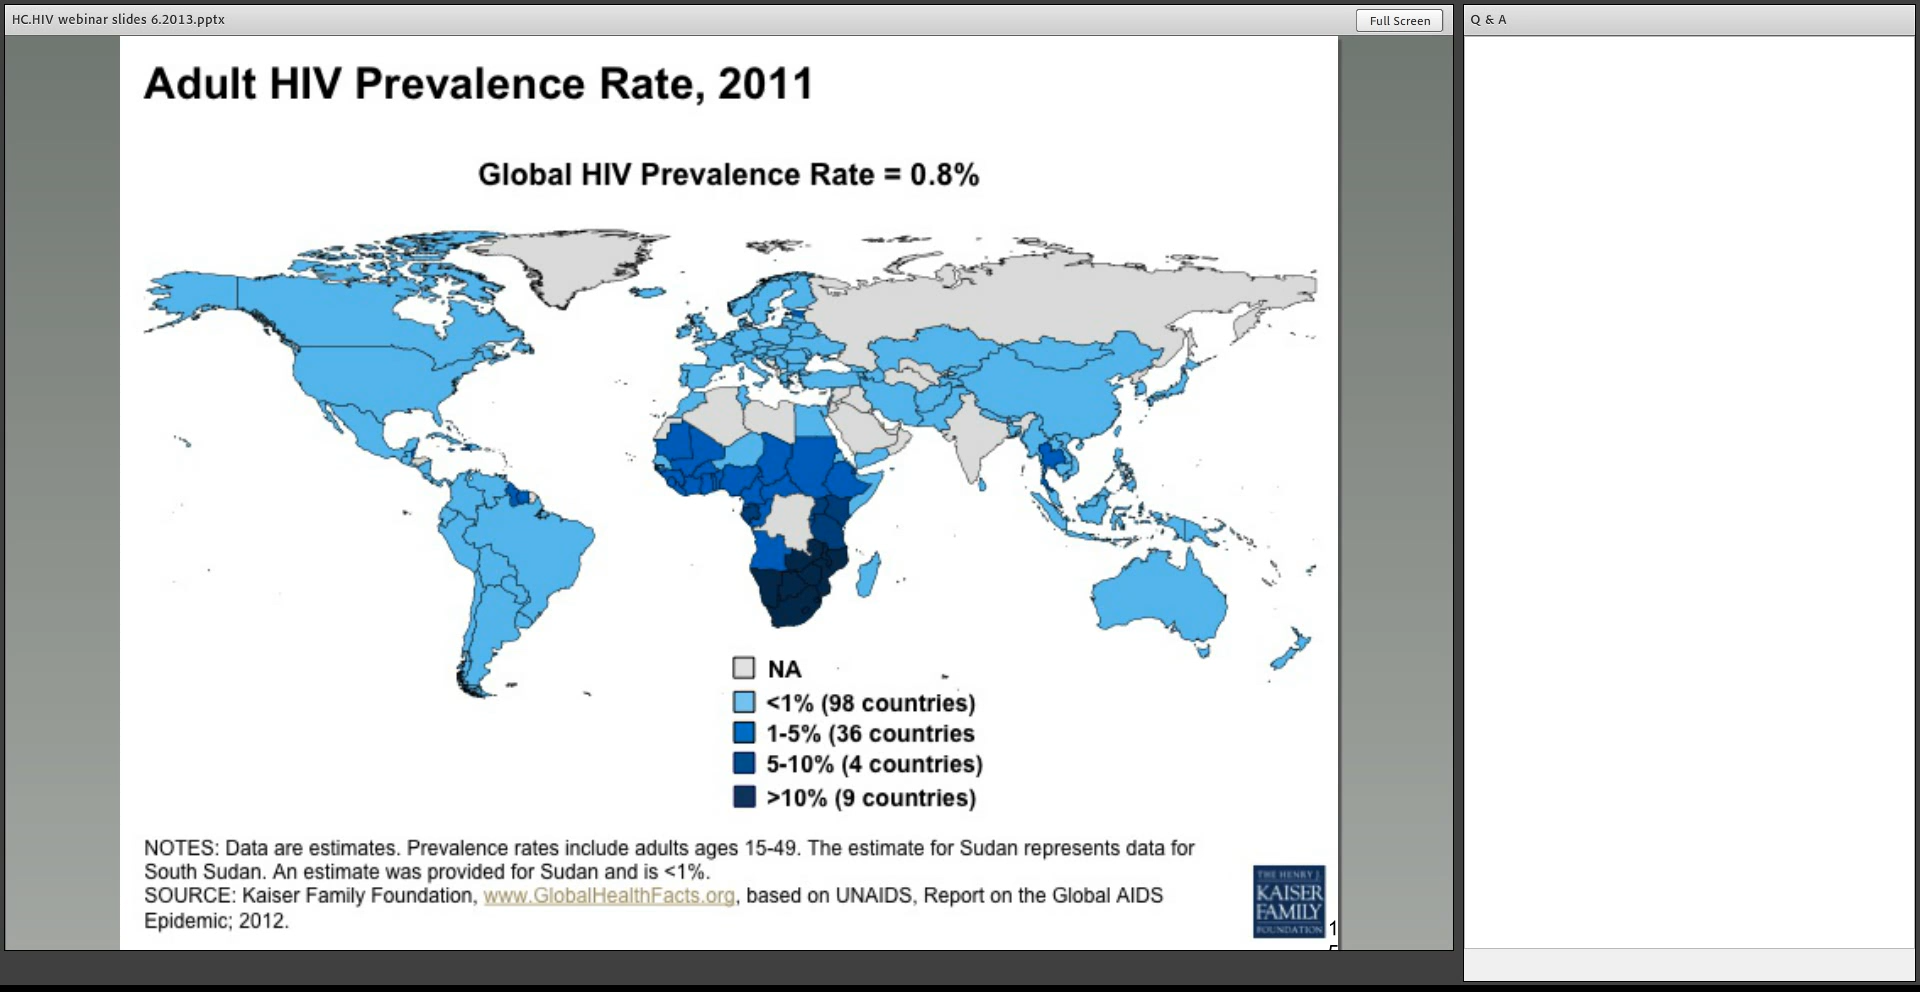 HC.HIV webinar slides 6.2013.pptx
Full Screen
Q & A
Adult HIV Prevalence Rate, 2011
Global HIV Prevalence Rate = 0.8%
NA
<1% (98 countries)
1-5% (36 countries
5-10% (4 countries)
>10% (9 countries)
NOTES: Data are estimates. Prevalence rates include adults ages 15-49. The estimate for Sudan represents data for
South Sudan. An estimate was provided for Sudan and is <1%.
SOURCE: Kaiser Family Foundation, www.GlobalHealthFacts.org, based on UNAIDS, Report on the Global AIDS
Epidemic; 2012.
THE HENRY J.
KAISER
FAMILY
FOUNDATION
1